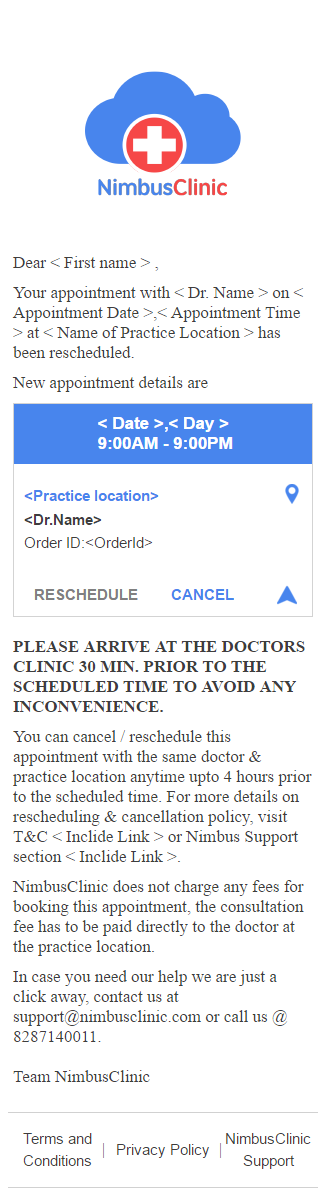 NimbusClinic
Dear < First name > ,
Your appointment with < Dr. Name > on <
Appointment Date >,< Appointment Time
> at < Name of Practice Location > has
been rescheduled.
New appointment details are
< Date >,< Day >
9:00AM - 9:00PM
<Practice location>
<Dr.Name>
Order ID:<OrderId>
RESCHEDULE CANCEL
PLEASE ARRIVE AT THE DOCTORS
CLINIC 30 MIN. PRIOR TO THE
SCHEDULED TIME TO AVOID ANY
INCONVENIENCE.
You can cancel / reschedule this
appointment with the same doctor &
practice location anytime upto 4 hours prior
to the scheduled time. For more details on
rescheduling & cancellation policy, visit
T&C < Inclide Link > or Nimbus Support
section < Inclide Link >.
NimbusClinic does not charge any fees for
booking this appointment, the consultation
fee has to be paid directly to the doctor at
the practice location.
In case you need our help we are just a
click away, contact us at
support@nimbusclinic.com or call us @
8287140011.
Team NimbusClinic
Terms and
Conditions
| Privacy Policy |
NimbusClinic
Support